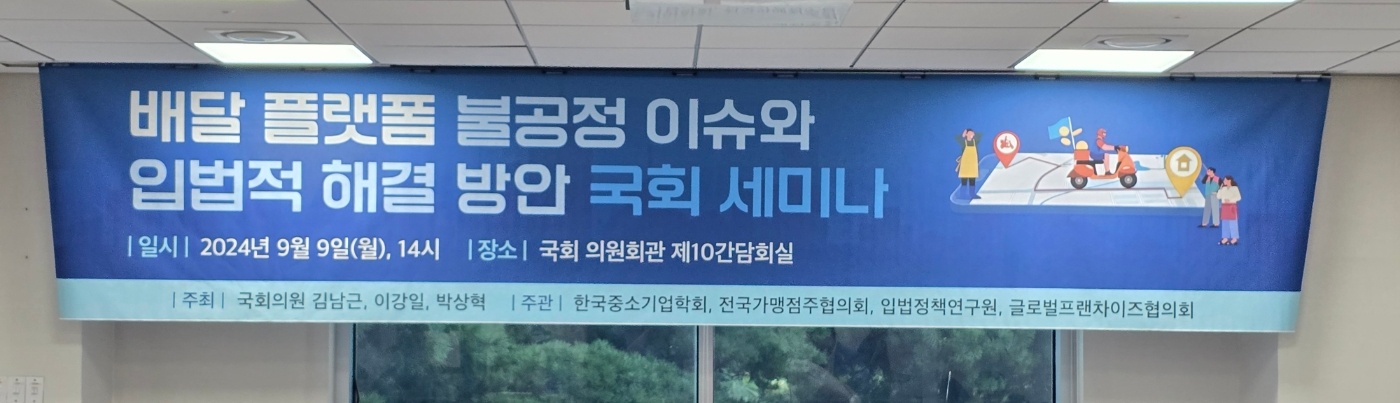 배달 플랫폼 불공정 이슈와
입법적 해결 방안 국회 세미나
|일시| 2024년 9월 9일(월), 14시 |장소| 국회 의원회관 제10간담회실
|주최| 국회의원 김남근, 이강일, 박상혁 |주관| 한국중소기업학회, 전국가맹점주협의회, 입법정책연구원, 글로벌프랜차이즈협의회